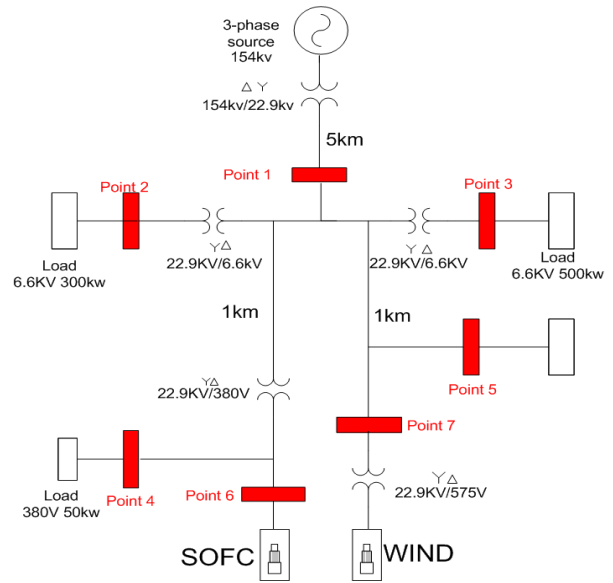 3-phase
source
154kv
△ Y
154kv/22.9kv
5km
Point 1
Point 2
Point 3
Y△
22.9KV/6.6kV
Y △
22.9KV/6.6KV
Load
6.6KV 300kw
Load
6.6KV 500kw
1km
1km
Y△
22.9KV/380V
Point 5
Point 7
Load
380V 50kw
Point 4
Point 6
Y △
22.9KV/575V
SOFC
WIND